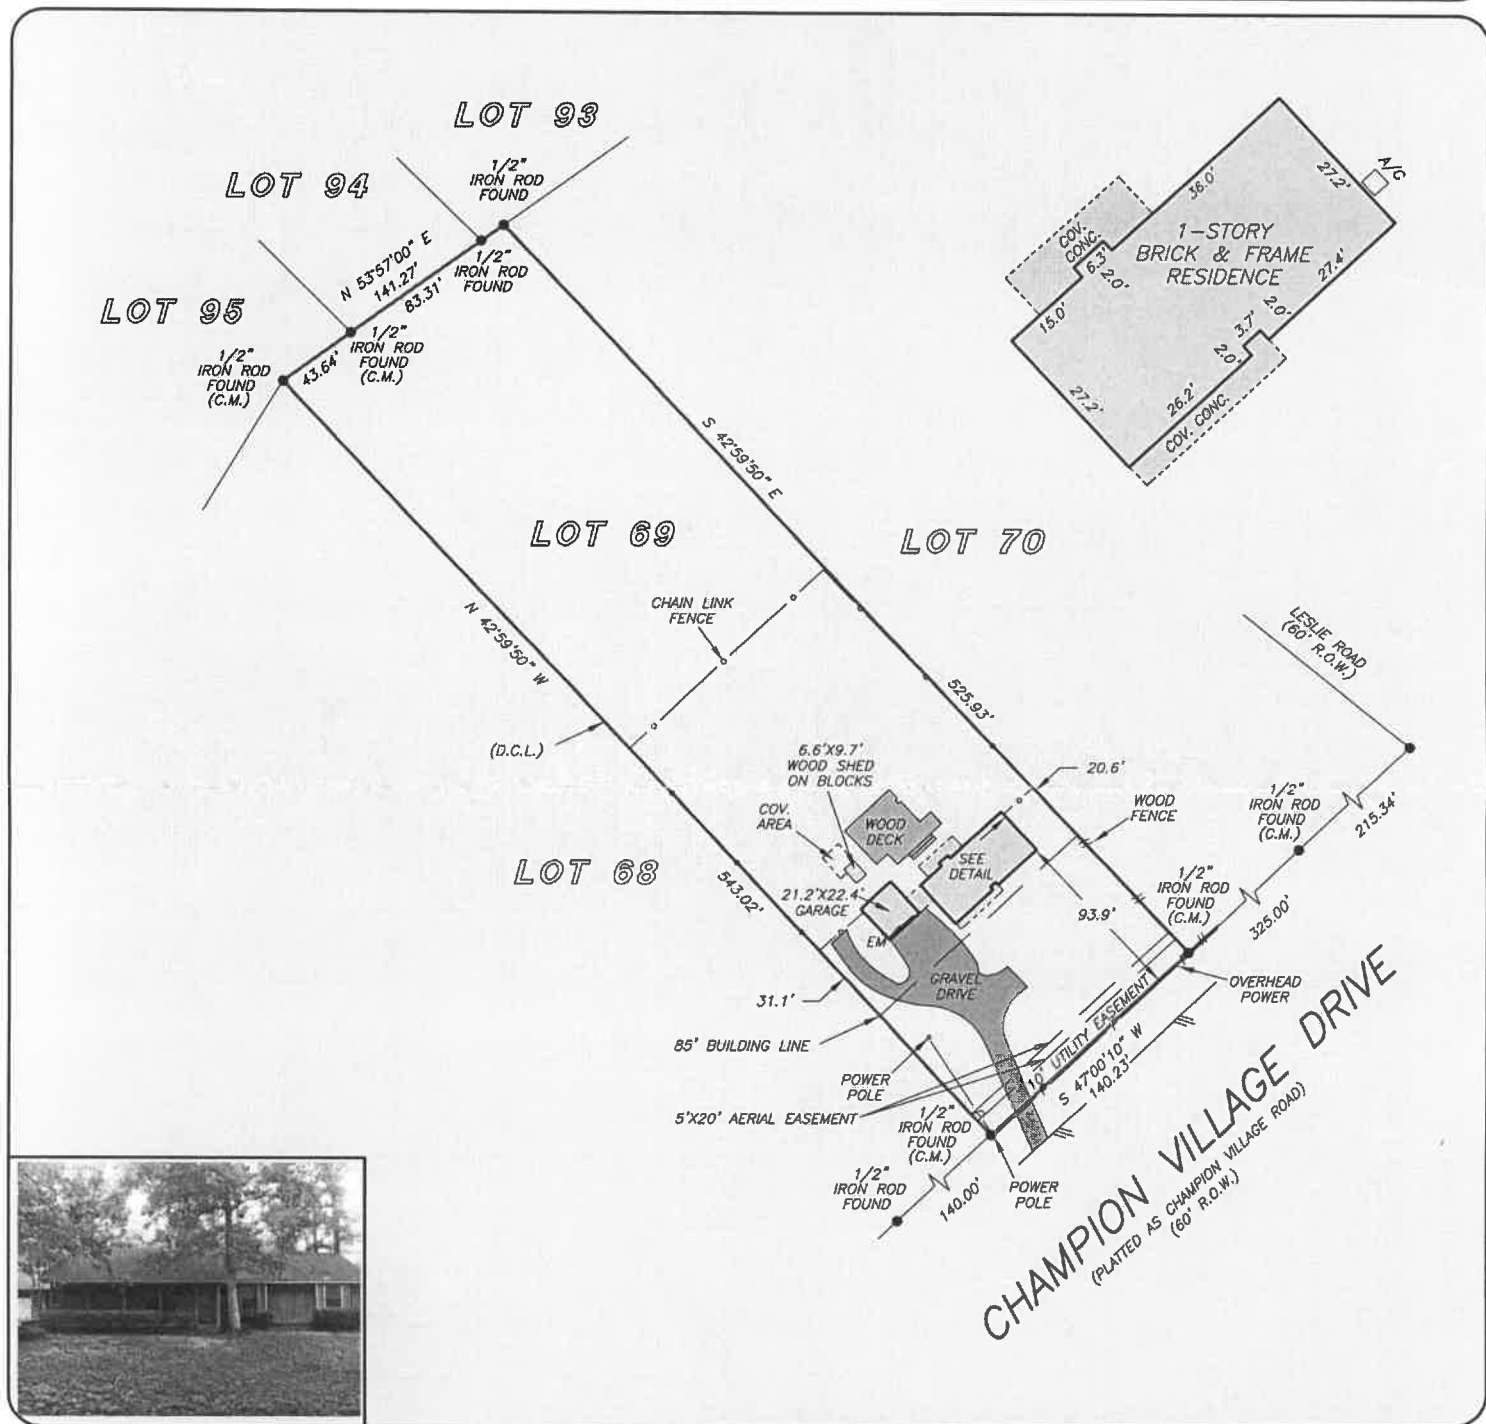 LOT 93
LOT 94
LOT 95
1/2"
IRON ROD
FOUND
1/2"
IRON ROD
FOUND
N 53°57'00" E
141.27'
83.31'
1/2"
IRON ROD
FOUND
(C.M.)
43.64'
1/2"
IRON ROD
FOUND
(C.M.)
A/C
27.2'
36.0'
1-STORY
BRICK & FRAME
RESIDENCE
COV.
CONC.
6.3'
2.0'
15.0'
27.4'
2.0'
3.7'
2.0'
26.2'
27.2'
COV. CONC.
S 42°59'50" E
LOT 69
LOT 70
CHAIN LINK
FENCE
N 42°59'50" W
(D.C.L.)
525.93'
LESLIE ROAD
(60' R.O.W.)
6.6'X9.7'
WOOD SHED
ON BLOCKS
COV.
AREA
WOOD
DECK
SEE
DETAIL
20.6'
WOOD
FENCE
1/2"
IRON ROD
FOUND
(C.M.)
215.34'
LOT 68
543.02'
21.2'X22.4'
GARAGE
EM
93.9'
1/2"
IRON ROD
FOUND
(C.M.)
325.00'
GRAVEL
DRIVE
31.1'
85' BUILDING LINE
POWER
POLE
5'X20' AERIAL EASEMENT
10' UTILITY EASEMENT
S 47°00'10" W
140.23'
OVERHEAD
POWER
1/2"
IRON ROD
FOUND
(C.M.)
1/2"
IRON ROD
FOUND
140.00'
POWER
POLE
CHAMPION VILLAGE DRIVE
(PLATTED AS CHAMPION VILLAGE ROAD)
(60' R.O.W.)